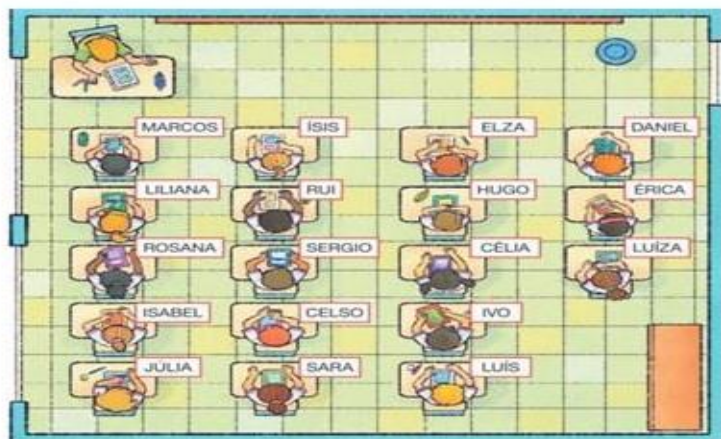 MARCOS ÍSIS ELZA DANIEL
LILIANA RUI HUGO ÉRICA
ROSANA SERGIO CÉLIA LUÍZA
ISABEL CELSO IVO
JÚLIA SARA LUÍS